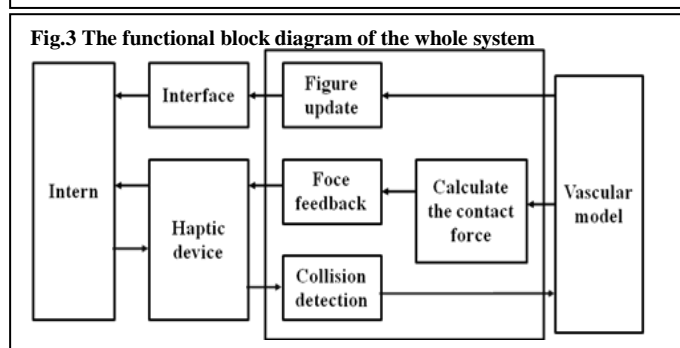 Fig.3 The functional block diagram of the whole system
Interface
Figure
update
Intern
Haptic
device
Foce
feedback
Calculate
the contact
force
Vascular
model
Collision
detection